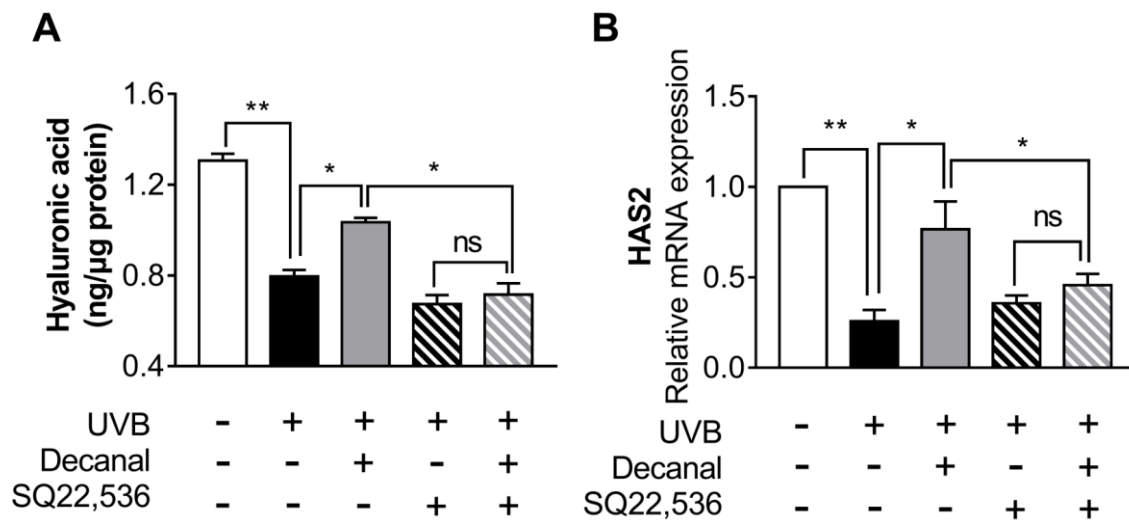 A
Hyaluronic acid
(ng/µg protein)
1.6
1.2
0.8
0.4
**
*
*
ns
UVB - + + + +
Decanal - - + - +
SQ22,536 - - - + +
B
HAS2
Relative mRNA expression
1.5
1.0
0.5
0.0
**
*
*
ns
UVB - + + + +
Decanal - - + - +
SQ22,536 - - - + +